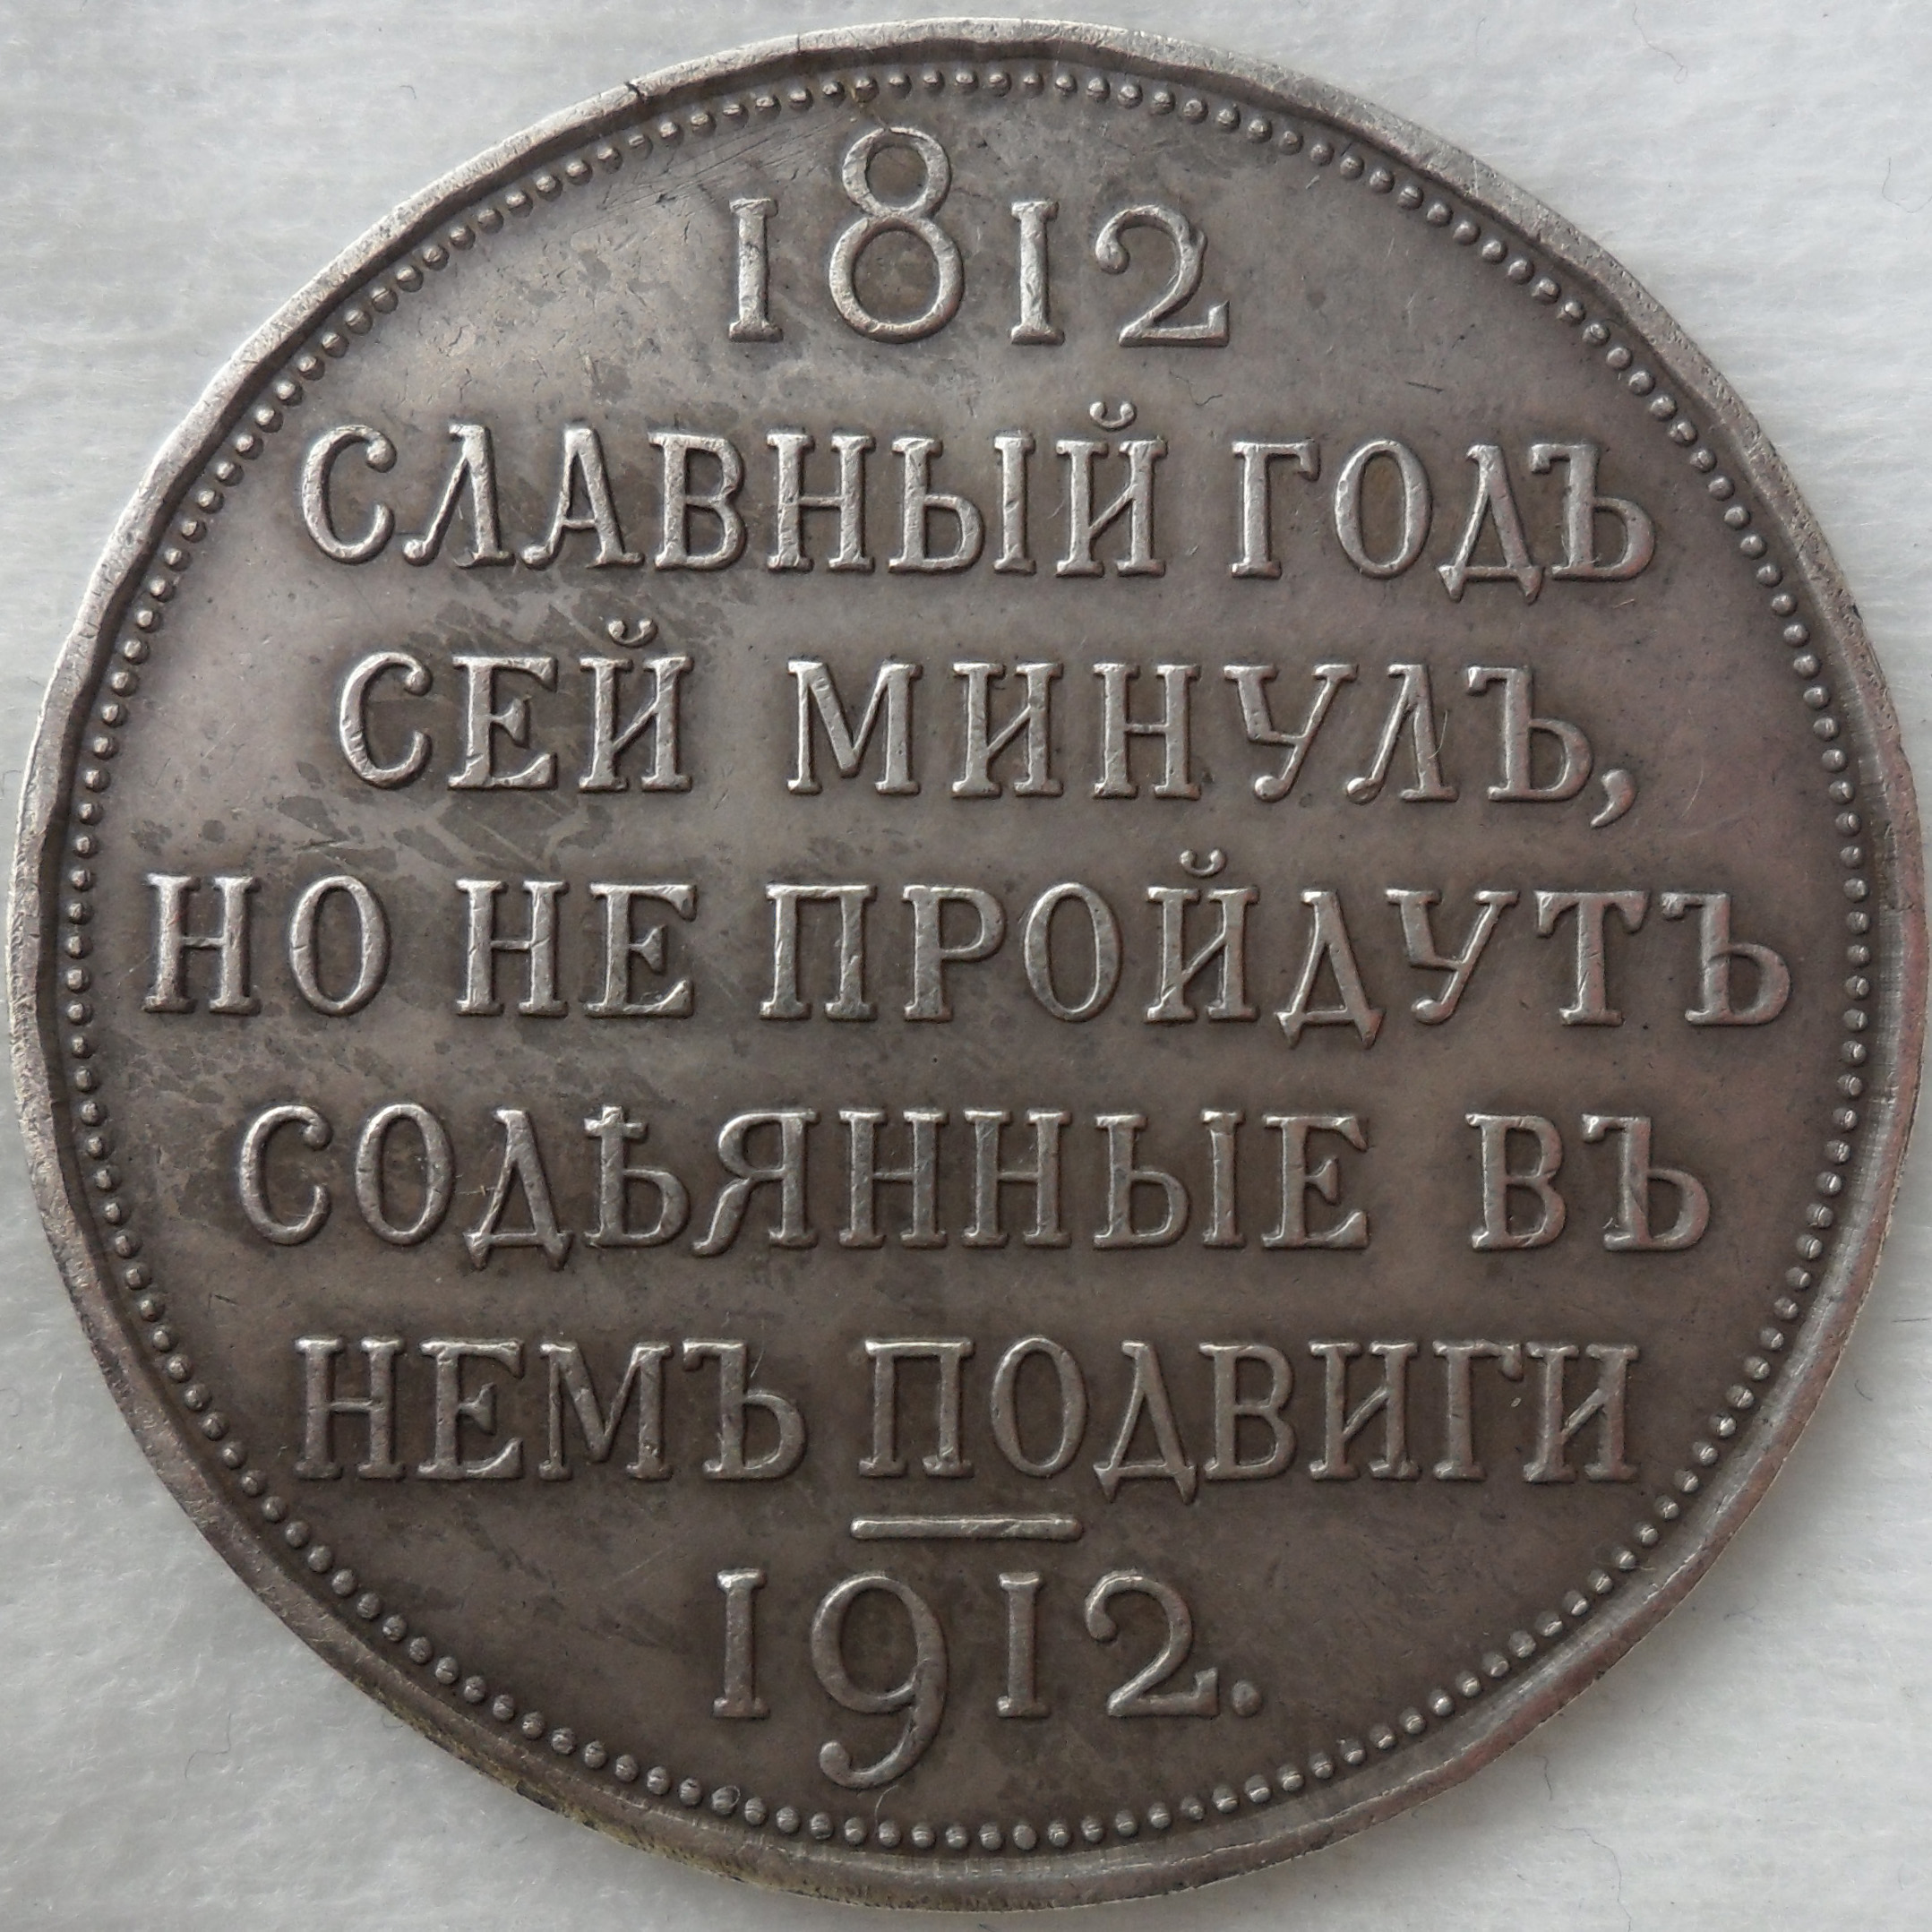 1812
СЛАВНЫЙ ГОДЪ
СЕЙ МИНУЛЪ,
НО НЕ ПРОЙДУТЪ
СОДѢЯННЫЕ ВЪ
НЕМЪ ПОДВИГИ
1912.